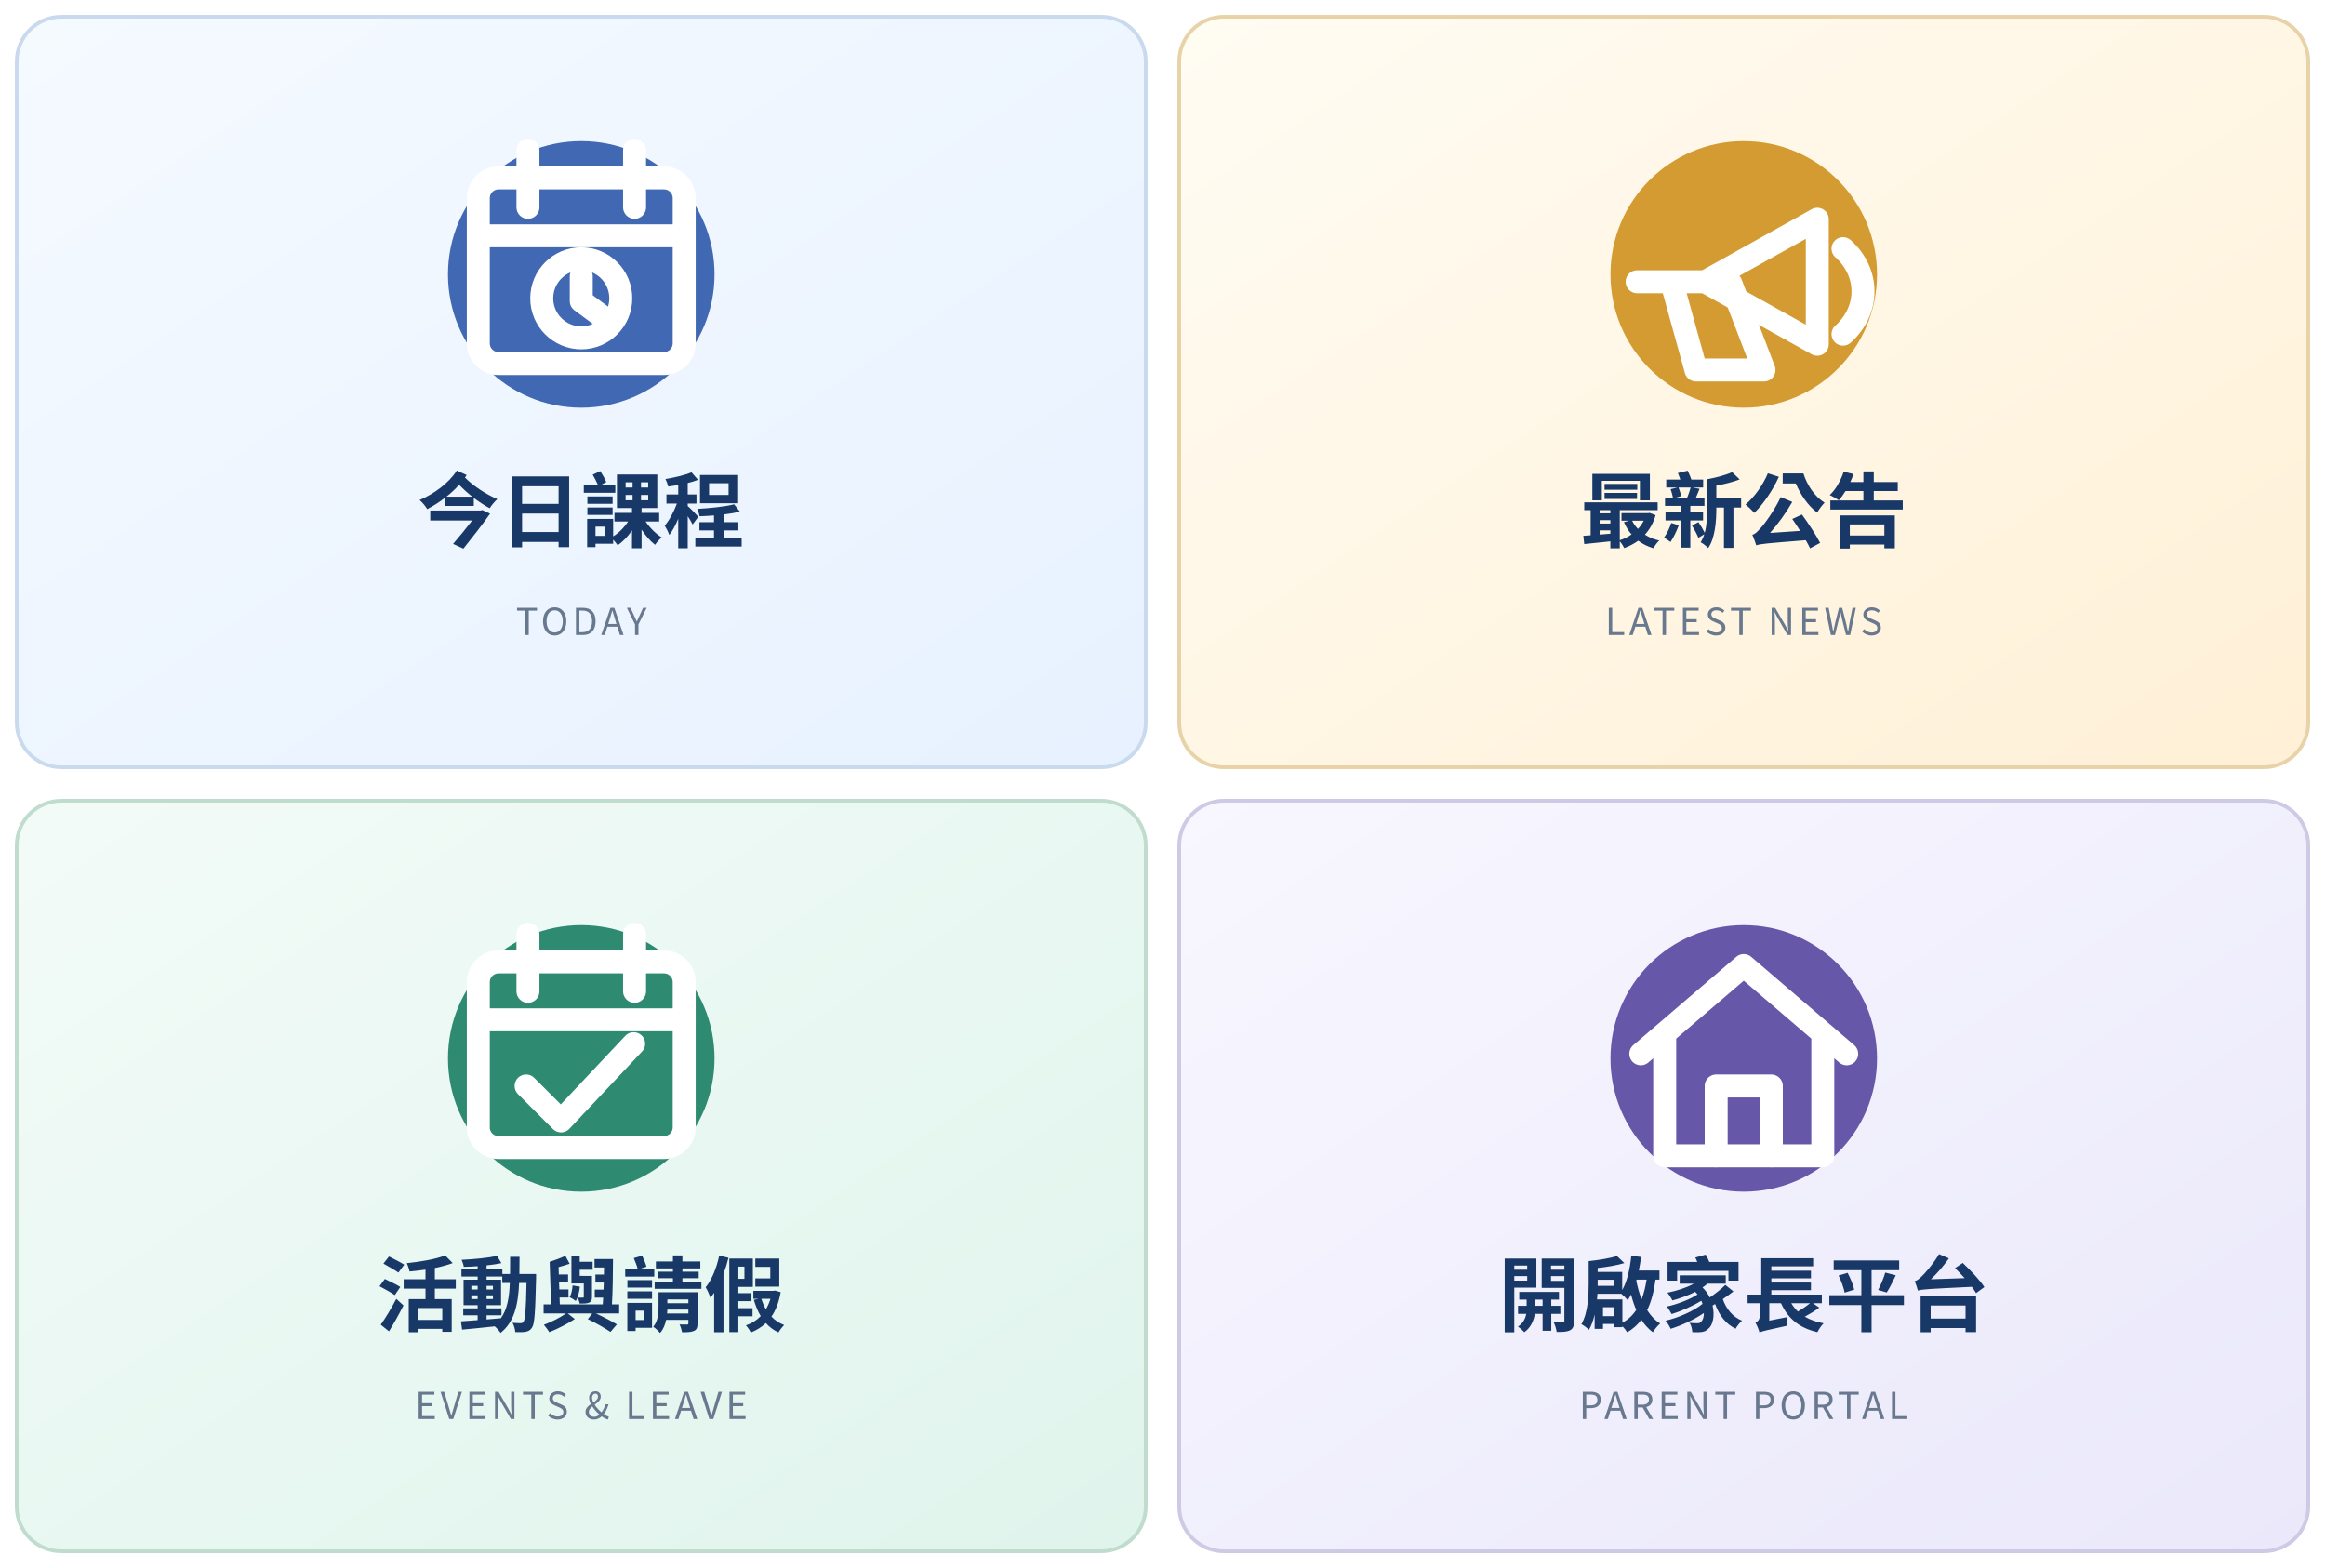 今日課程
TODAY
最新公告
LATEST NEWS
活動與請假
EVENTS & LEAVE
開啟家長平台
PARENT PORTAL